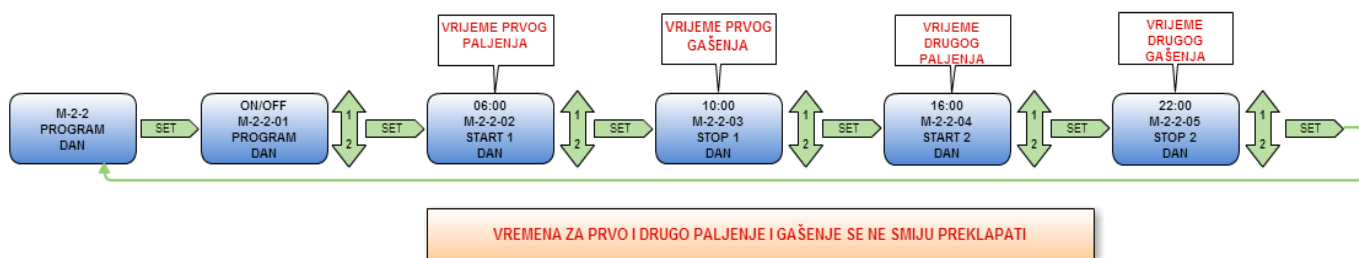 VRIJEME PRVOG
PALJENJA
VRIJEME PRVOG
GAŠENJA
VRIJEME
DRUGOG
PALJENJA
VRIJEME
DRUGOG
GAŠENJA
M-2-2
PROGRAM
DAN
SET
ON/OFF
M-2-2-01
PROGRAM
DAN
1
2
SET
06:00
M-2-2-02
START 1
DAN
1
2
SET
10:00
M-2-2-03
STOP 1
DAN
1
2
SET
16:00
M-2-2-04
START 2
DAN
1
2
SET
22:00
M-2-2-05
STOP 2
DAN
1
2
SET
VREMENA ZA PRVO I DRUGO PALJENJE I GAŠENJE SE NE SMIJU PREKLAPATI